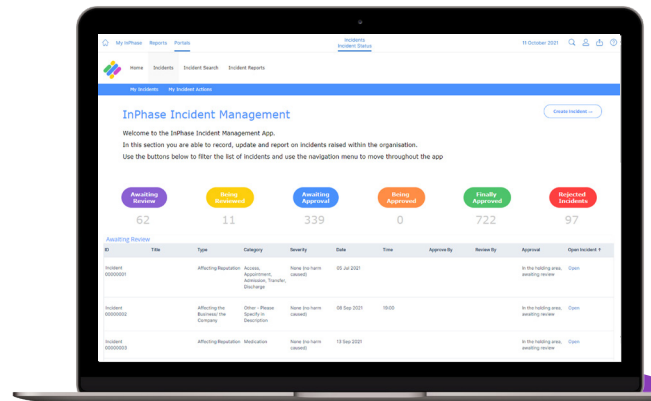 My InPhase Reports Portals
Incidents
Incident Status
11 October 2021
Home Incidents Incident Search Incident Reports
My Incidents My Incident Actions
InPhase Incident Management
Create Incident
Welcome to the InPhase Incident Management App.
In this section you are able to record, update and report on incidents raised within the organisation.
Use the buttons below to filter the list of incidents and use the navigation menu to move throughout the app
Awaiting Review
Being Reviewed
Awaiting Approval
Being Approved
Finally Approved
Rejected Incidents
62 11 339 0 722 97
Awaiting Review
ID Title Type Category Severity Date Time Approve By Review By Approval Open Incident ↑
Incident 00000001 Affecting Reputation Access, Appointment, Admission, Transfer, Discharge None (no harm caused) 05 Jul 2021 In the holding area, awaiting review Open
Incident 00000002 Affecting the Business/ the Company Other - Please Specify in Description None (no harm caused) 08 Sep 2021 19:00 In the holding area, awaiting review Open
Incident 00000003 Affecting Reputation Medication None (no harm caused) 13 Sep 2021 In the holding area, awaiting review Open